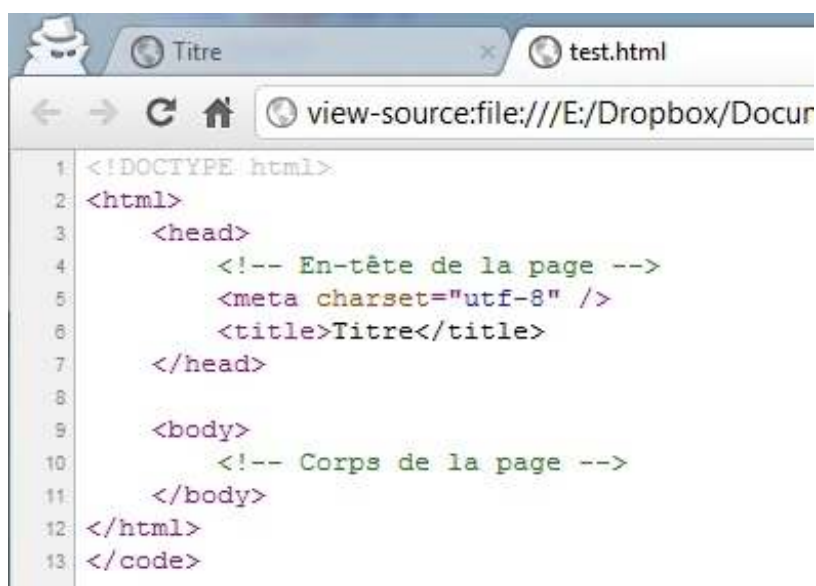 Titre × test.html
view-source:file:///E:/Dropbox/Docum
1 <!DOCTYPE html>
2 <html>
3 <head>
4 <!-- En-tête de la page -->
5 <meta charset="utf-8" />
6 <title>Titre</title>
7 </head>
8
9 <body>
10 <!-- Corps de la page -->
11 </body>
12 </html>
13 </code>